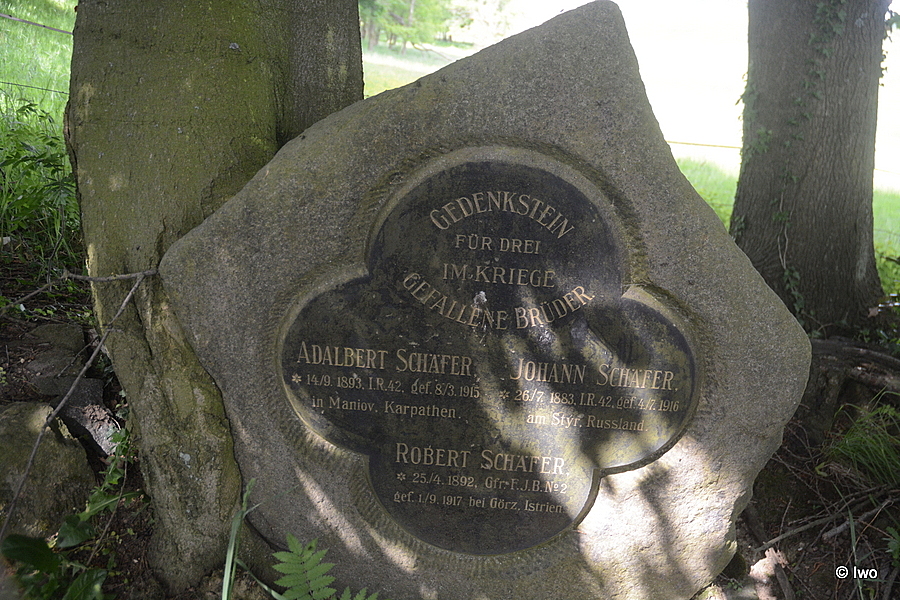 GEDENKSTEIN
FÜR DREI
IM KRIEGE
GEFALLENE BRÜDER
ADALBERT SCHÄFER.
* 14/9. 1893, I.R.42, gef. 8/3. 1915
in Maniov, Karpathen.
JOHANN SCHÄFER.
* 26/7. 1883, I.R.42, gef. 4/7. 1916
am Styr, Russland.
ROBERT SCHÄFER.
* 25/4. 1892, Gfr. F.J.B. No 2
gef. 1/9. 1917 bei Görz, Istrien.
© Iwo